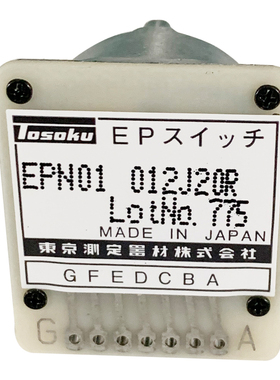 Tosoku EPスイッチ
EPN01 012J20R
LotNo. 775
MADE IN JAPAN
東京測定器材株式会社
G F E D C B A
G A